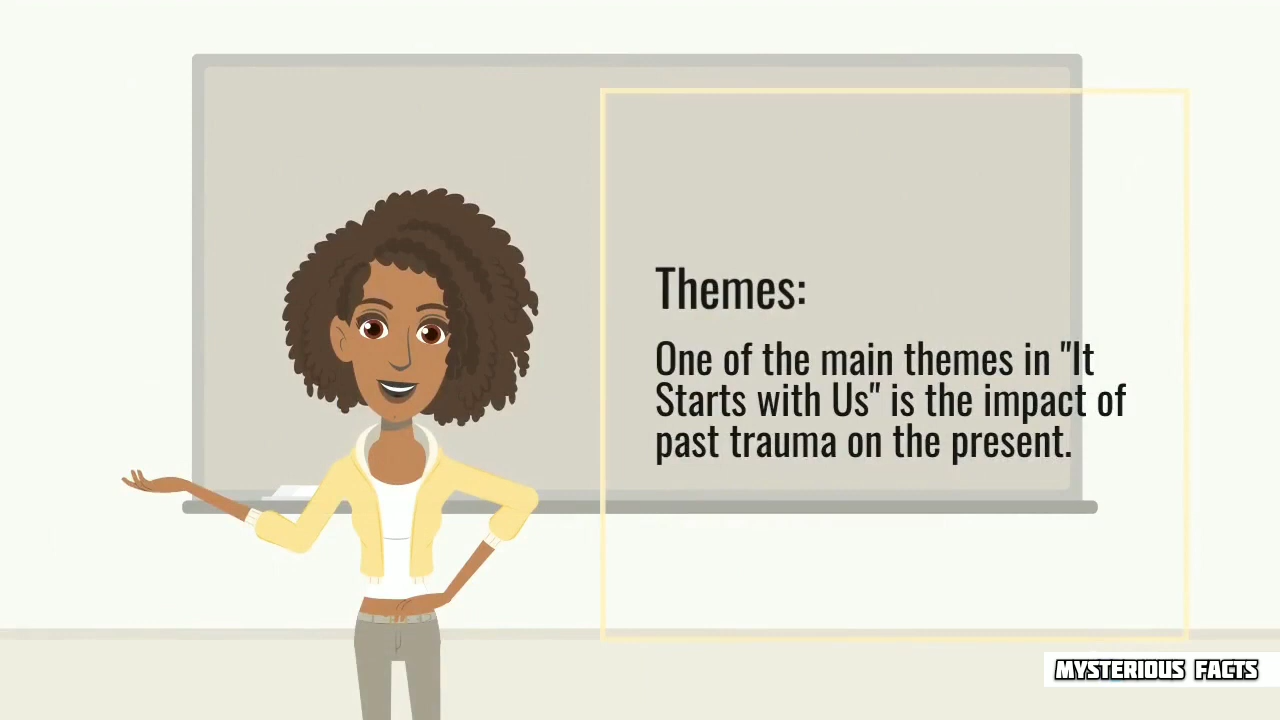 Themes:
One of the main themes in "It
Starts with Us" is the impact of
past trauma on the present.
MYSTERIOUS FACTS